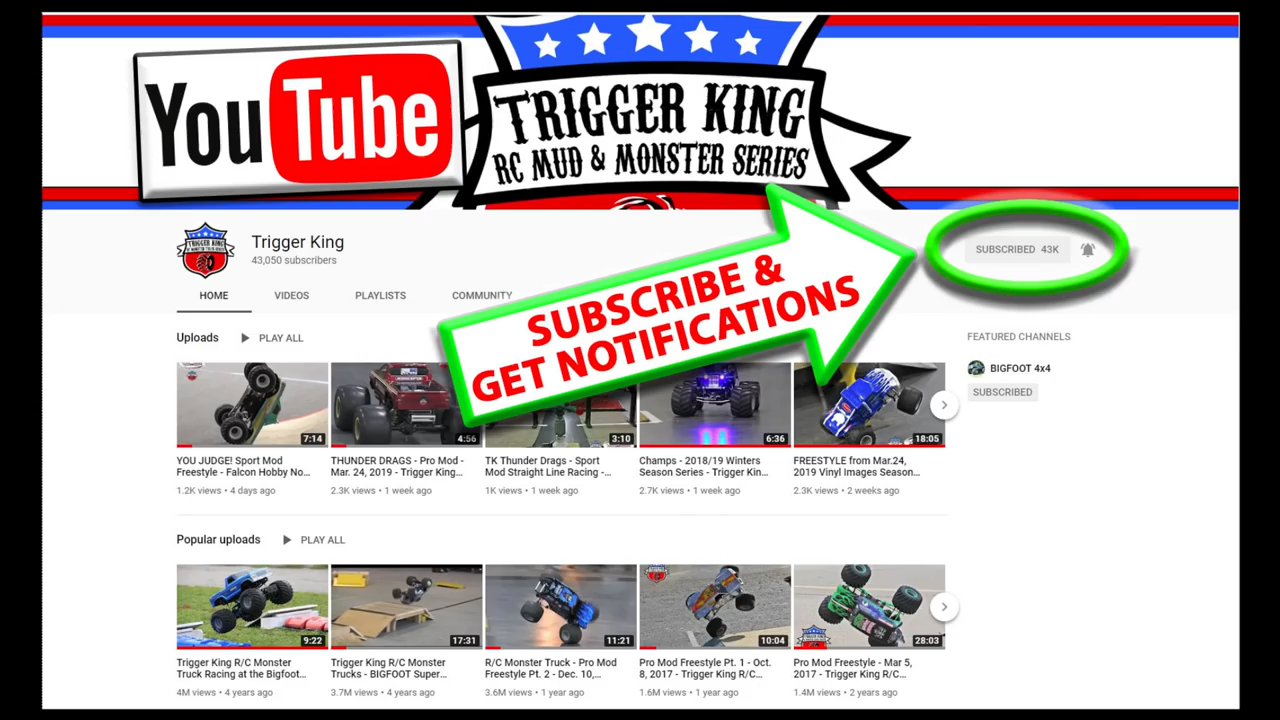 YouTube
TRIGGER KING
RC MUD & MONSTER SERIES
TRIGGER KING
Trigger King
43,050 subscribers
SUBSCRIBED 43K
HOME VIDEOS PLAYLISTS COMMUNITY
SUBSCRIBE &
GET NOTIFICATIONS
Uploads PLAY ALL
FEATURED CHANNELS
BIGFOOT 4x4
SUBSCRIBED
7:14 4:56 3:10 6:36 18:05
YOU JUDGE! Sport Mod
Freestyle - Falcon Hobby No...
1.2K views • 4 days ago
THUNDER DRAGS - Pro Mod -
Mar. 24, 2019 - Trigger King...
2.3K views • 1 week ago
TK Thunder Drags - Sport
Mod Straight Line Racing -...
1K views • 1 week ago
Champs - 2018/19 Winters
Season Series - Trigger Kin...
2.7K views • 1 week ago
FREESTYLE from Mar.24,
2019 Vinyl Images Season...
2.3K views • 2 weeks ago
Popular uploads PLAY ALL
9:22 17:31 11:21 10:04 28:03
Trigger King R/C Monster
Truck Racing at the Bigfoot...
4M views • 4 years ago
Trigger King R/C Monster
Trucks - BIGFOOT Super...
3.7M views • 4 years ago
R/C Monster Truck - Pro Mod
Freestyle Pt. 2 - Dec. 10,...
3.6M views • 1 year ago
Pro Mod Freestyle Pt. 1 - Oct.
8, 2017 - Trigger King R/C...
1.6M views • 1 year ago
Pro Mod Freestyle - Mar 5,
2017 - Trigger King R/C...
1.4M views • 2 years ago